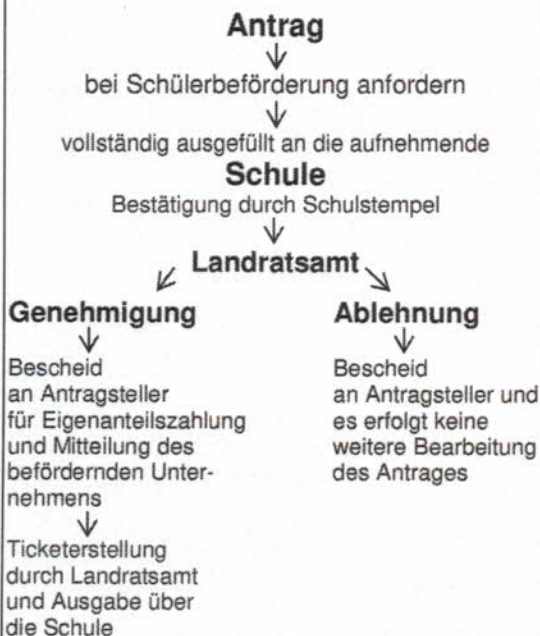 Antrag
bei Schülerbeförderung anfordern
vollständig ausgefüllt an die aufnehmende
Schule
Bestätigung durch Schulstempel
Landratsamt
Genehmigung
Bescheid
an Antragsteller
für Eigenanteilszahlung
und Mitteilung des
befördernden Unter-
nehmens
Ticketerstellung
durch Landratsamt
und Ausgabe über
die Schule
Ablehnung
Bescheid
an Antragsteller und
es erfolgt keine
weitere Bearbeitung
des Antrages